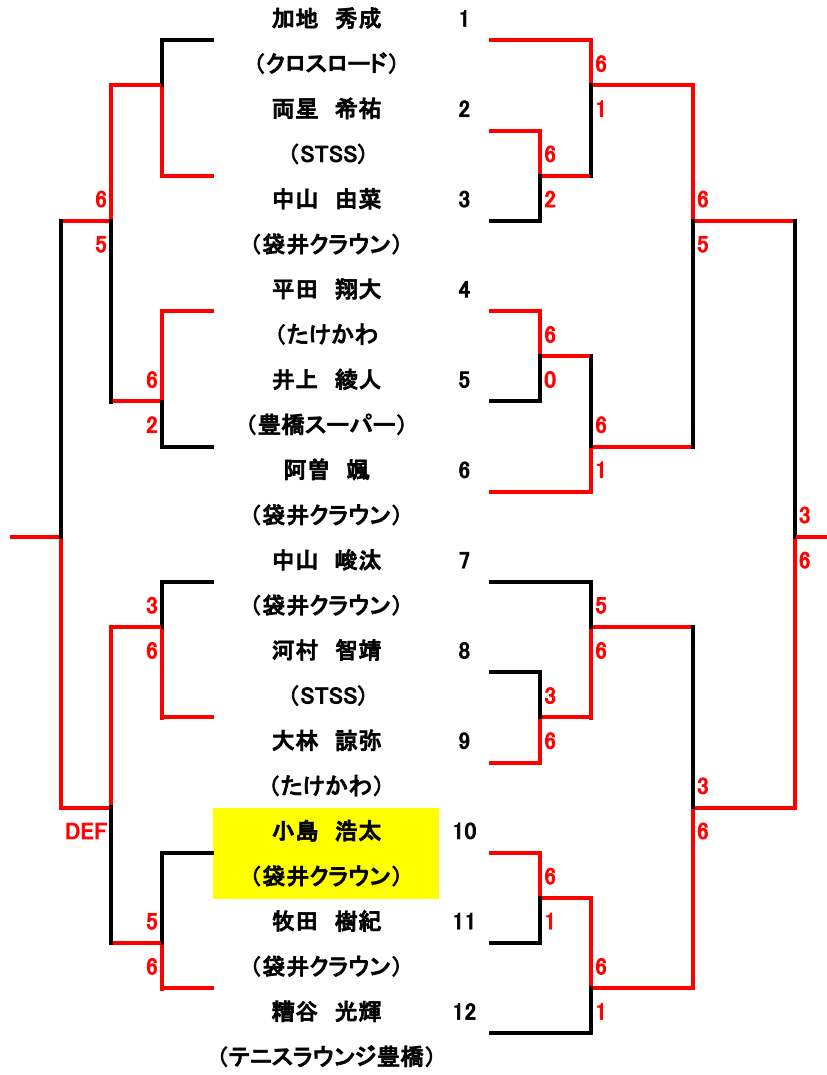 加地　秀成 1
（クロスロード） 6
両星　希祐 2 1
（STSS） 6
6 中山　由菜 3 2 6
5 （袋井クラウン） 5
平田　翔大 4
（たけかわ 6
6 井上　綾人 5 0
2 （豊橋スーパー） 6
阿曽　颯 6 1
（袋井クラウン） 3
中山　峻汰 7 6
3 （袋井クラウン） 5
6 河村　智靖 8 6
（STSS） 3
大林　諒弥 9 6
（たけかわ） 3
DEF 小島　浩太 10 6
（袋井クラウン） 6
5 牧田　樹紀 11 1
6 （袋井クラウン） 6
糟谷　光輝 12 1
（テニスラウンジ豊橋）